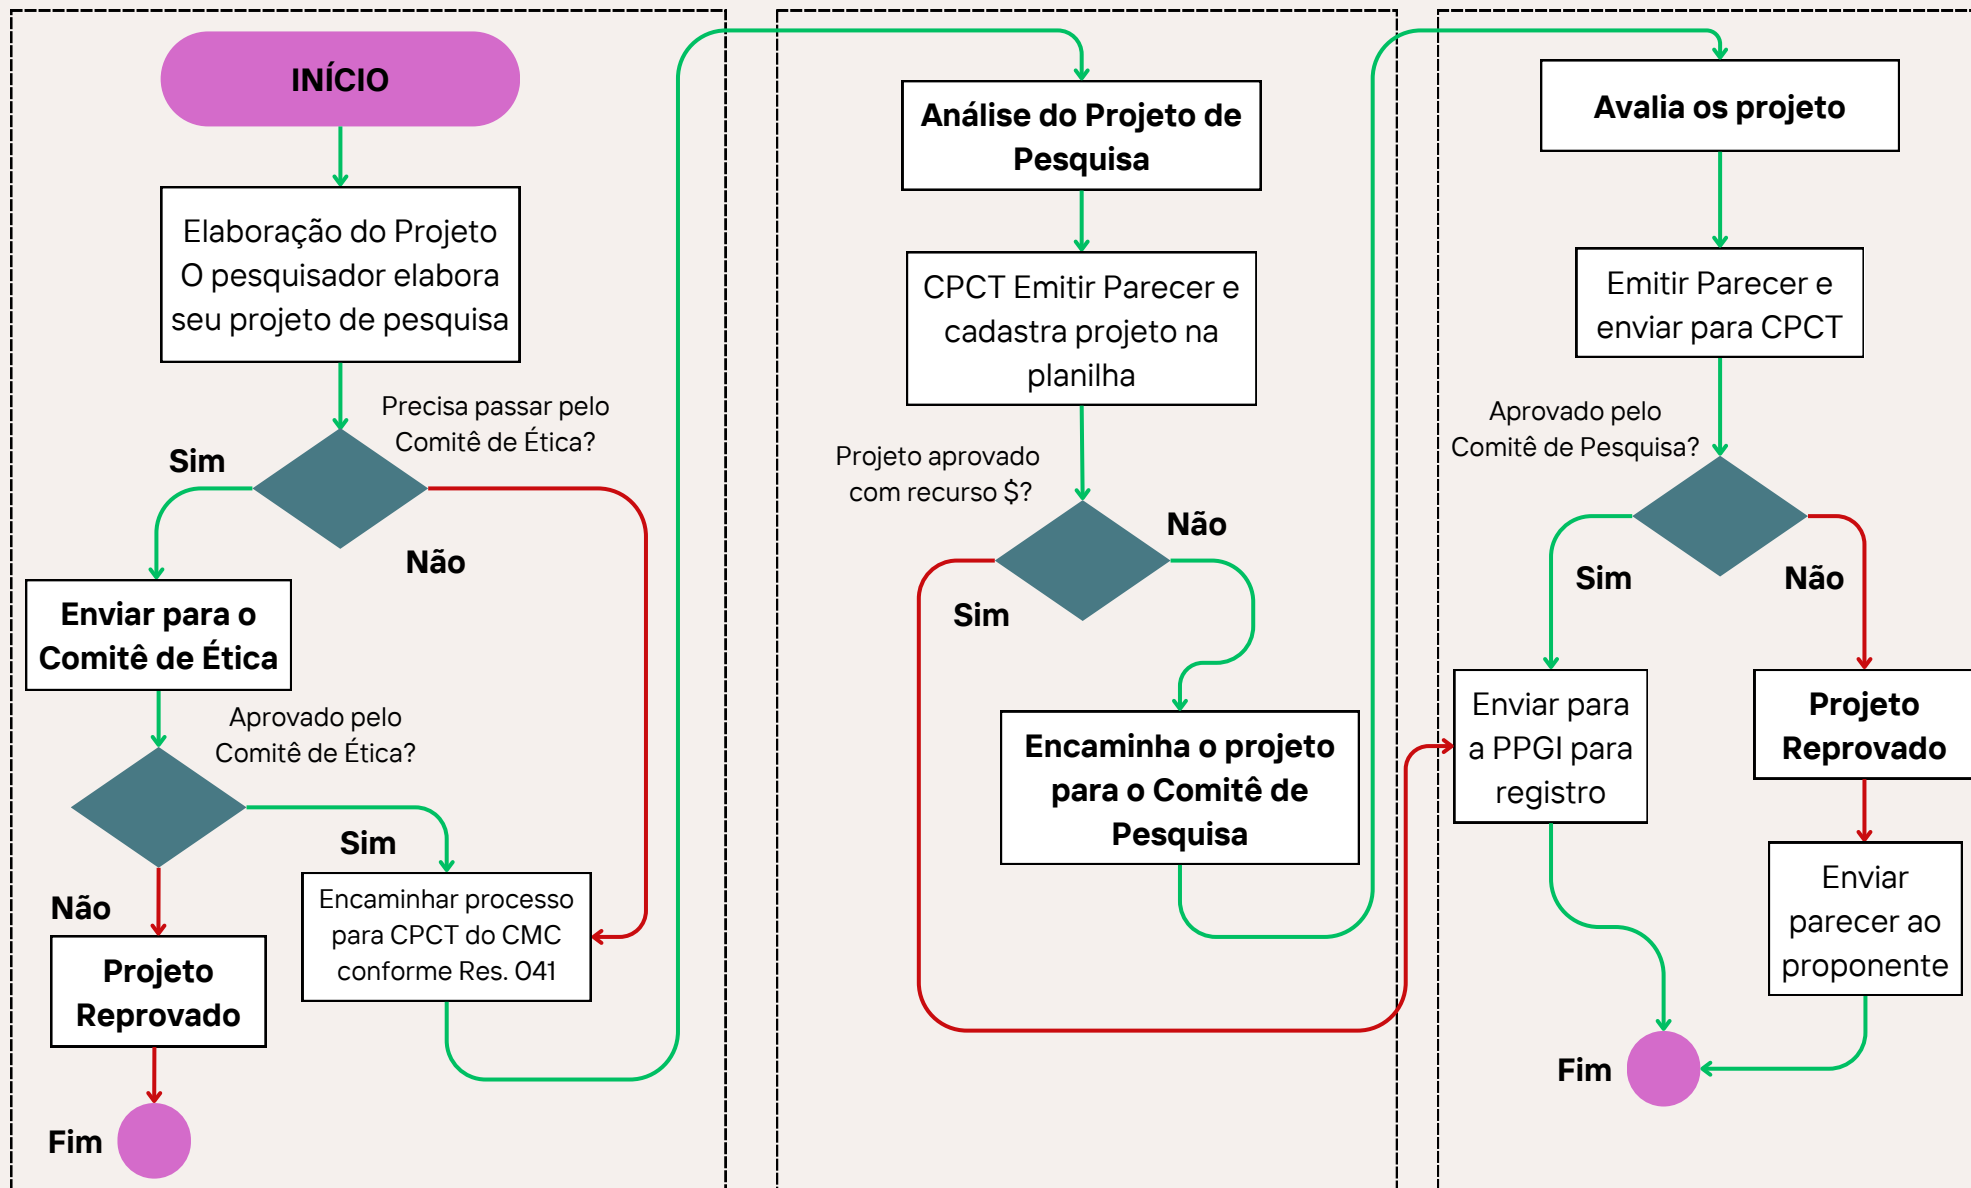 INÍCIO
Elaboração do Projeto
O pesquisador elabora
seu projeto de pesquisa
Precisa passar pelo
Comitê de Ética?
Sim
Não
Enviar para o
Comitê de Ética
Aprovado pelo
Comitê de Ética?
Sim
Não
Encaminhar processo
para CPCT do CMC
conforme Res. 041
Projeto
Reprovado
Fim
Análise do Projeto de
Pesquisa
CPCT Emitir Parecer e
cadastra projeto na
planilha
Projeto aprovado
com recurso $?
Não
Sim
Encaminha o projeto
para o Comitê de
Pesquisa
Avalia os projeto
Emitir Parecer e
enviar para CPCT
Aprovado pelo
Comitê de Pesquisa?
Sim
Não
Enviar para
a PPGI para
registro
Projeto
Reprovado
Enviar
parecer ao
proponente
Fim